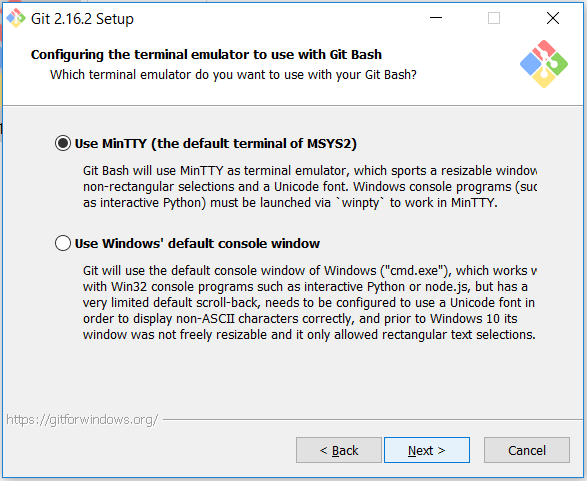 Git 2.16.2 Setup
Configuring the terminal emulator to use with Git Bash
Which terminal emulator do you want to use with your Git Bash?
Use MinTTY (the default terminal of MSYS2)
Git Bash will use MinTTY as terminal emulator, which sports a resizable window
non-rectangular selections and a Unicode font. Windows console programs (suc
as interactive Python) must be launched via `winpty` to work in MinTTY.
Use Windows' default console window
Git will use the default console window of Windows ("cmd.exe"), which works w
with Win32 console programs such as interactive Python or node.js, but has a
very limited default scroll-back, needs to be configured to use a Unicode font in
order to display non-ASCII characters correctly, and prior to Windows 10 its
window was not freely resizable and it only allowed rectangular text selections.
https://gitforwindows.org/
< Back
Next >
Cancel